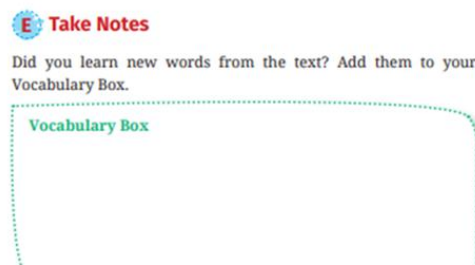 E Take Notes
Did you learn new words from the text? Add them to your
Vocabulary Box.
Vocabulary Box